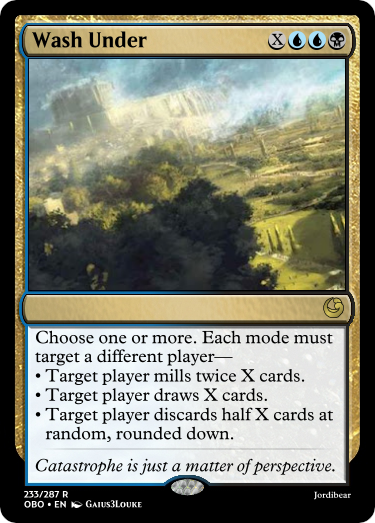 Wash Under X
Choose one or more. Each mode must
target a different player—
• Target player mills twice X cards.
• Target player draws X cards.
• Target player discards half X cards at
random, rounded down.
Catastrophe is just a matter of perspective.
233/287 R
OBO • EN Gaius3Louke
Jordibear